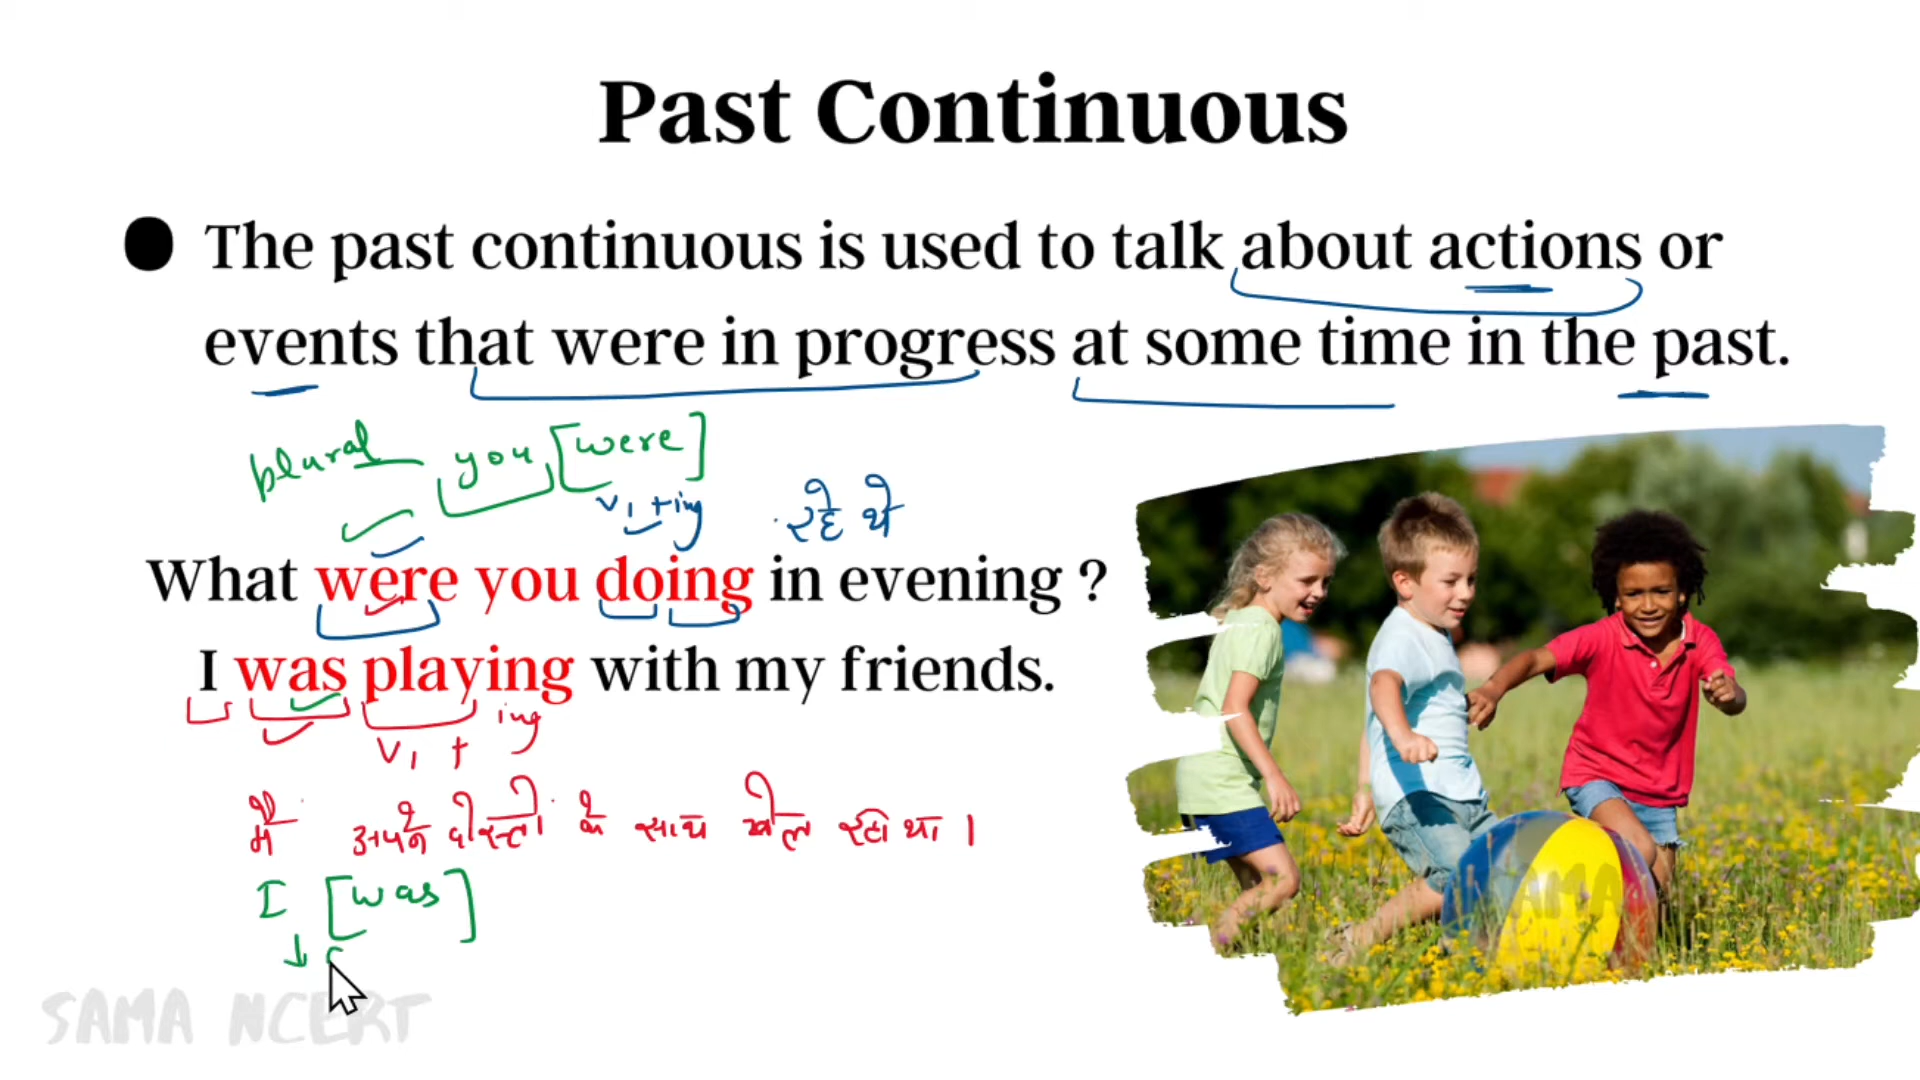 Past Continuous
The past continuous is used to talk about actions or
events that were in progress at some time in the past.
plural you [were]
V1 + ing रहे थे
What were you doing in evening ?
I was playing with my friends.
V1 + ing
मैं अपने दोस्तों के साथ खेल रहा था।
I [was]
SAMA NCERT
SAMA